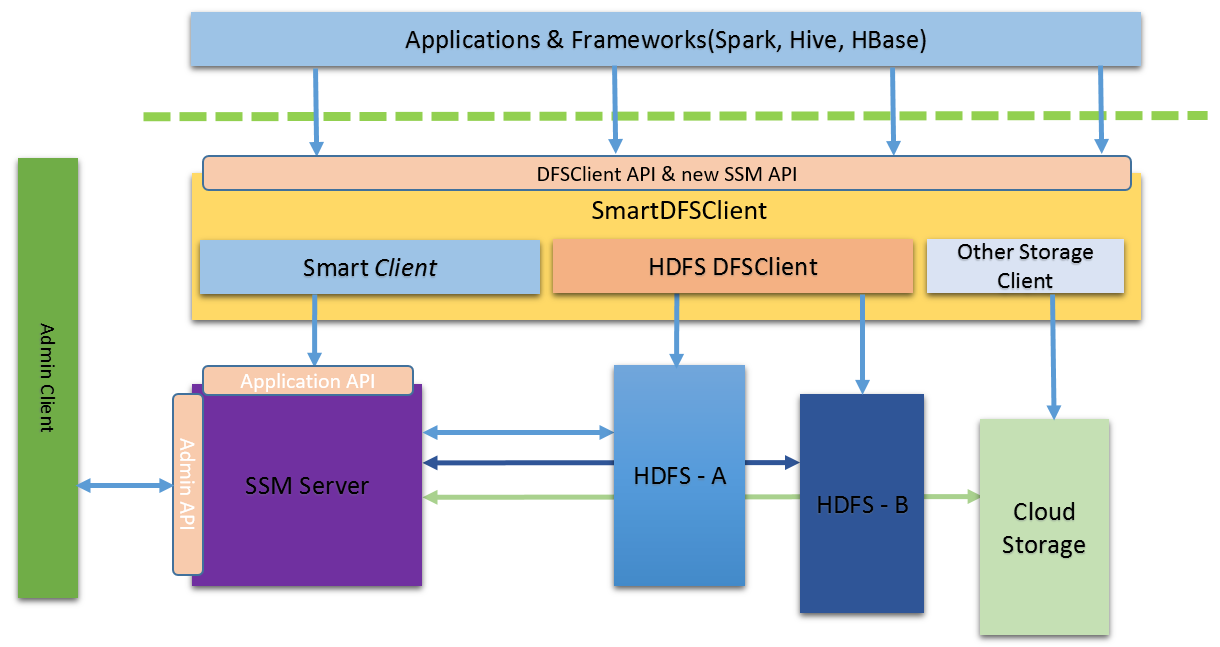 Applications & Frameworks(Spark, Hive, HBase)
DFSClient API & new SSM API
SmartDFSClient
Smart Client
HDFS DFSClient
Other Storage
Client
Admin Client
Application API
Admin API
SSM Server
HDFS - A
HDFS - B
Cloud
Storage